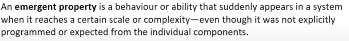 An emergent property is a behaviour or ability that suddenly appears in a system
when it reaches a certain scale or complexity—even though it was not explicitly
programmed or expected from the individual components.